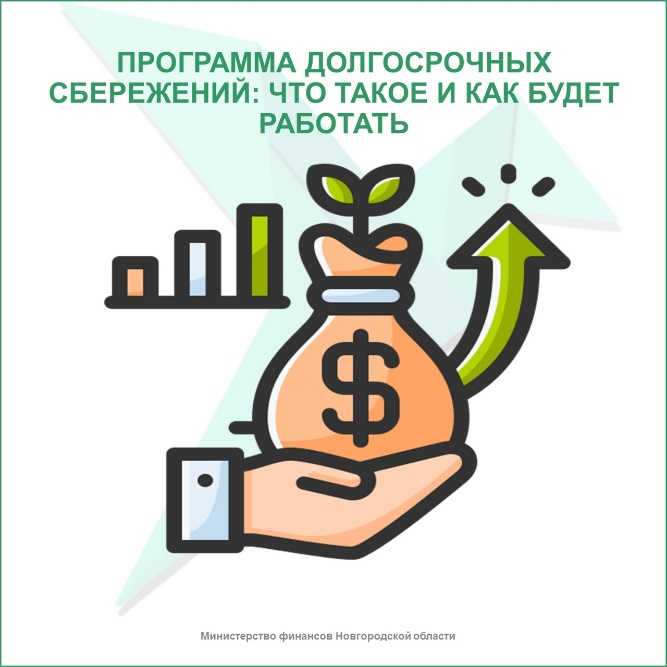 ПРОГРАММА ДОЛГОСРОЧНЫХ
СБЕРЕЖЕНИЙ: ЧТО ТАКОЕ И КАК БУДЕТ
РАБОТАТЬ
$
Министерство финансов Новгородской области